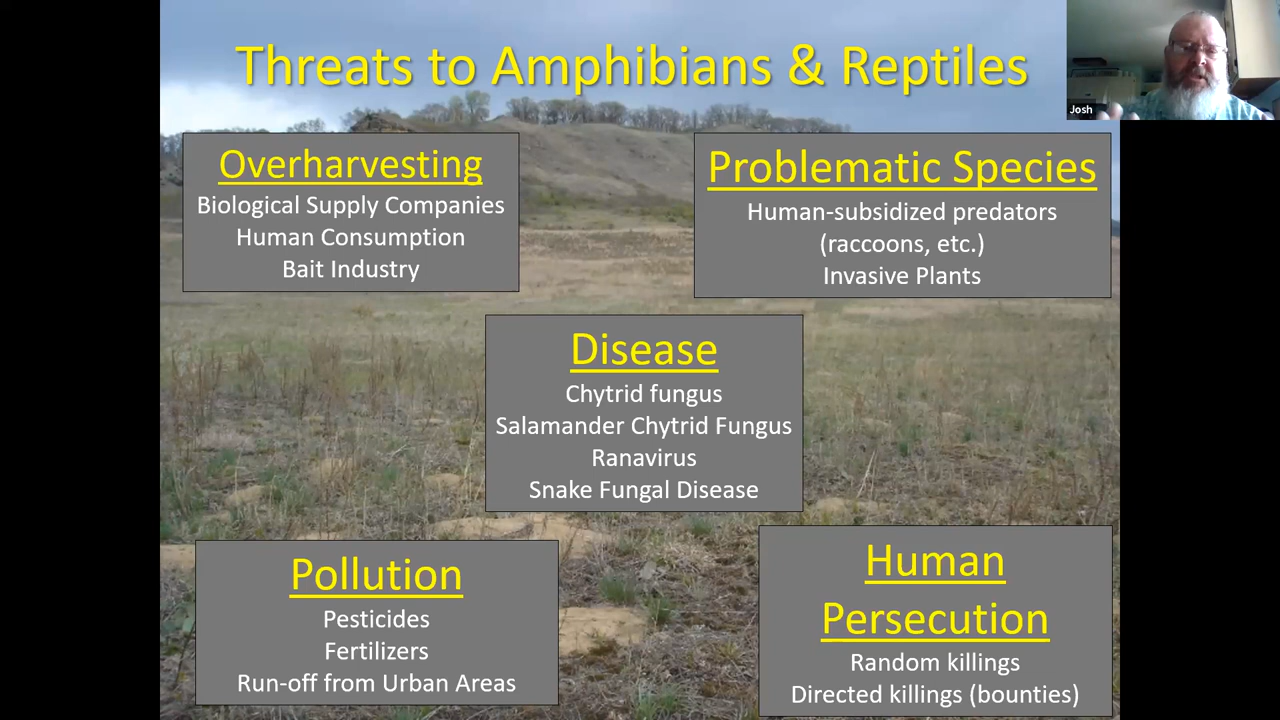 Threats to Amphibians & Reptiles
Josh
Overharvesting
Biological Supply Companies
Human Consumption
Bait Industry
Problematic Species
Human-subsidized predators
(raccoons, etc.)
Invasive Plants
Disease
Chytrid fungus
Salamander Chytrid Fungus
Ranavirus
Snake Fungal Disease
Pollution
Pesticides
Fertilizers
Run-off from Urban Areas
Human
Persecution
Random killings
Directed killings (bounties)